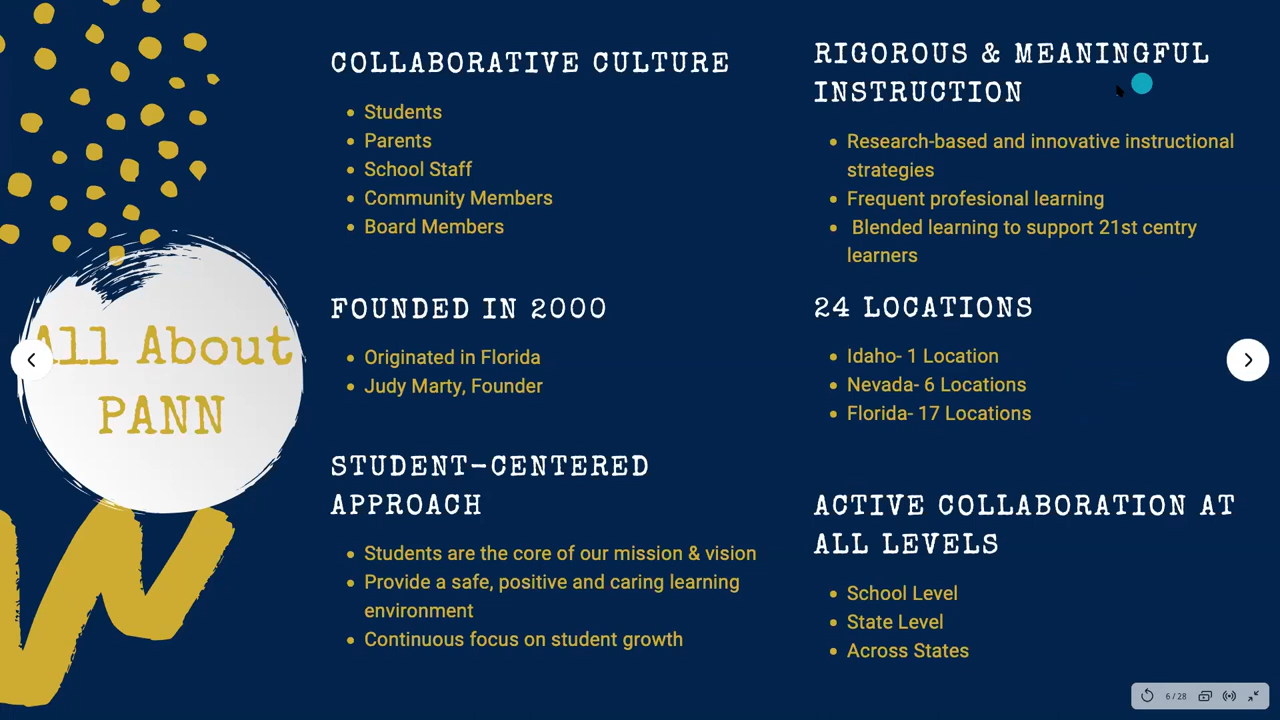 All About
PANN
COLLABORATIVE CULTURE
Students
Parents
School Staff
Community Members
Board Members
FOUNDED IN 2000
Originated in Florida
Judy Marty, Founder
STUDENT-CENTERED
APPROACH
Students are the core of our mission & vision
Provide a safe, positive and caring learning
environment
Continuous focus on student growth
RIGOROUS & MEANINGFUL
INSTRUCTION
Research-based and innovative instructional
strategies
Frequent profesional learning
Blended learning to support 21st centry
learners
24 LOCATIONS
Idaho- 1 Location
Nevada- 6 Locations
Florida- 17 Locations
ACTIVE COLLABORATION AT
ALL LEVELS
School Level
State Level
Across States
6 / 28